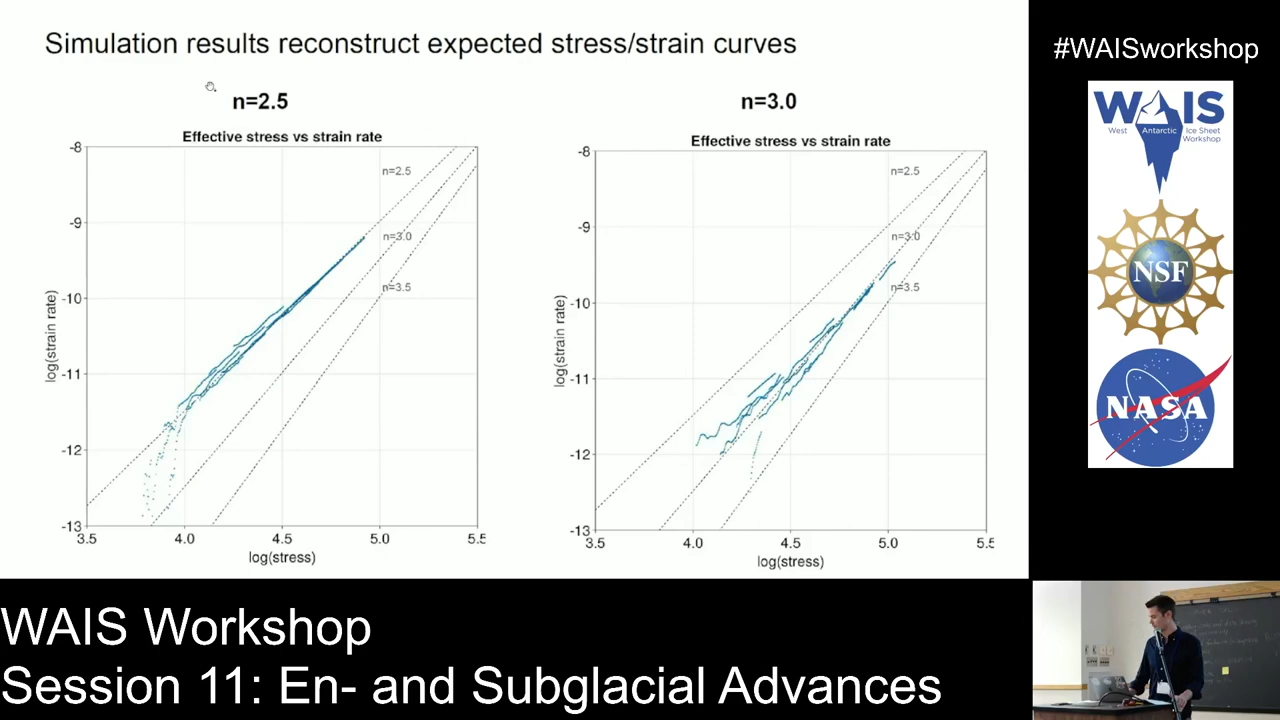 Simulation results reconstruct expected stress/strain curves
#WAISworkshop
n=2.5
n=3.0
Effective stress vs strain rate
Effective stress vs strain rate
-8
-9
-10
-11
-12
-13
log(strain rate)
n=2.5
n=3.0
n=3.5
3.5
4.0
4.5
5.0
5.5
log(stress)
-8
-9
-10
-11
-12
-13
log(strain rate)
n=2.5
n=3.0
n=3.5
3.5
4.0
4.5
5.0
log(stress)
WAIS
West Antarctic Ice Sheet
Workshop
NSF
NASA
WAIS Workshop
Session 11: En- and Subglacial Advances